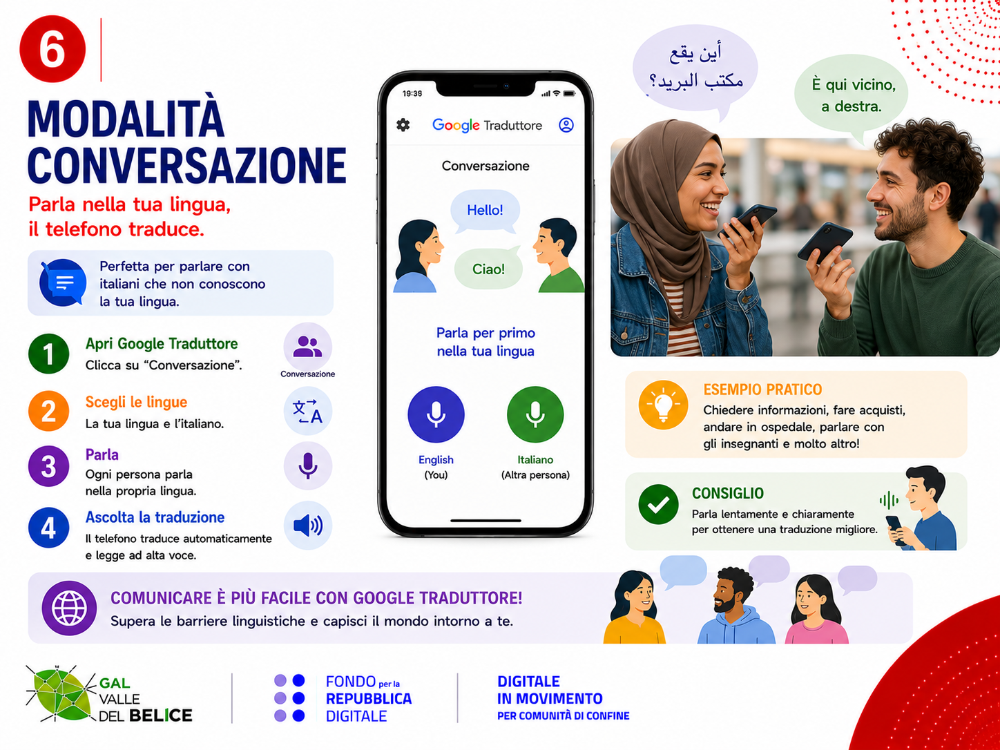 6
MODALITÀ
CONVERSAZIONE
Parla nella tua lingua,
il telefono traduce.
Perfetta per parlare con
italiani che non conoscono
la tua lingua.
1
Apri Google Traduttore
Clicca su “Conversazione”.
Conversazione
2
Scegli le lingue
La tua lingua e l’italiano.
文 A
3
Parla
Ogni persona parla
nella propria lingua.
4
Ascolta la traduzione
Il telefono traduce automaticamente
e legge ad alta voce.
19:36
Google Traduttore
Conversazione
Hello!
Ciao!
Parla per primo
nella tua lingua
English
(You)
Italiano
(Altra persona)
أين يقع
مكتب البريد؟
È qui vicino,
a destra.
ESEMPIO PRATICO
Chiedere informazioni, fare acquisti,
andare in ospedale, parlare con
gli insegnanti e molto altro!
CONSIGLIO
Parla lentamente e chiaramente
per ottenere una traduzione migliore.
COMUNICARE È PIÙ FACILE CON GOOGLE TRADUTTORE!
Supera le barriere linguistiche e capisci il mondo intorno a te.
GAL
VALLE
DEL BELICE
FONDO per la
REPUBBLICA
DIGITALE
DIGITALE
IN MOVIMENTO
PER COMUNITÀ DI CONFINE